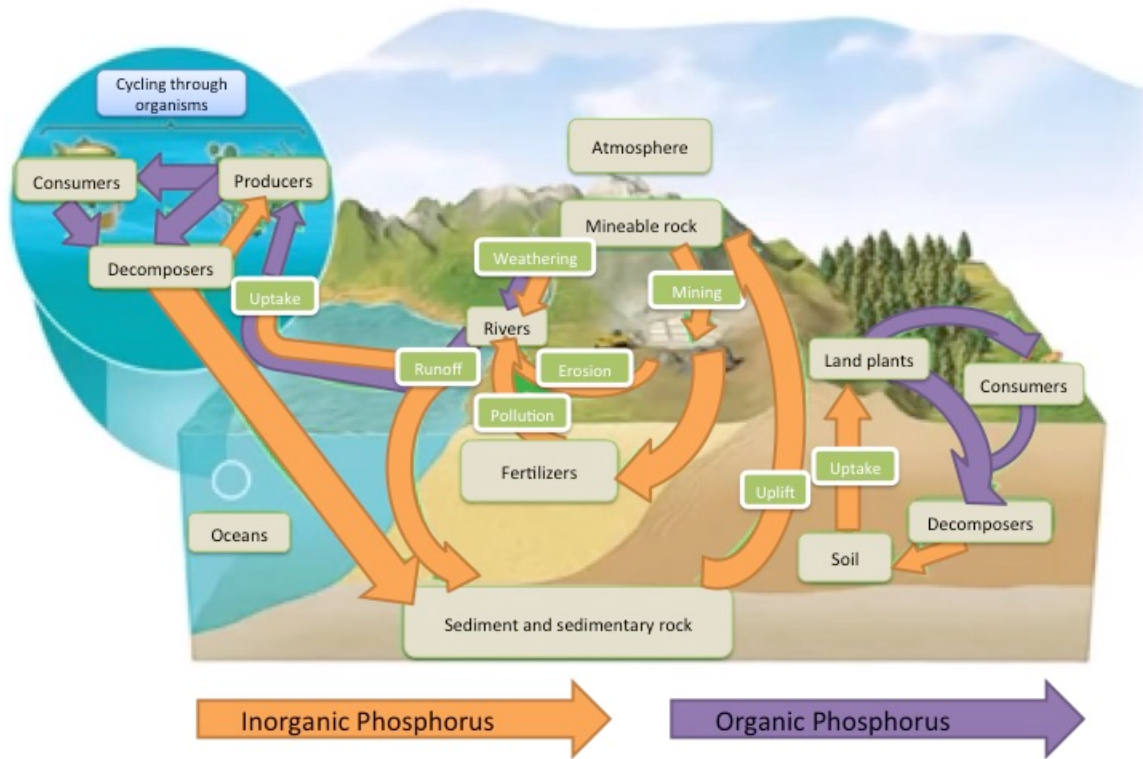 Cycling through
organisms
Consumers
Producers
Decomposers
Uptake
Atmosphere
Mineable rock
Weathering
Mining
Rivers
Runoff
Erosion
Pollution
Fertilizers
Land plants
Consumers
Uptake
Uplift
Decomposers
Oceans
Soil
Sediment and sedimentary rock
Inorganic Phosphorus
Organic Phosphorus